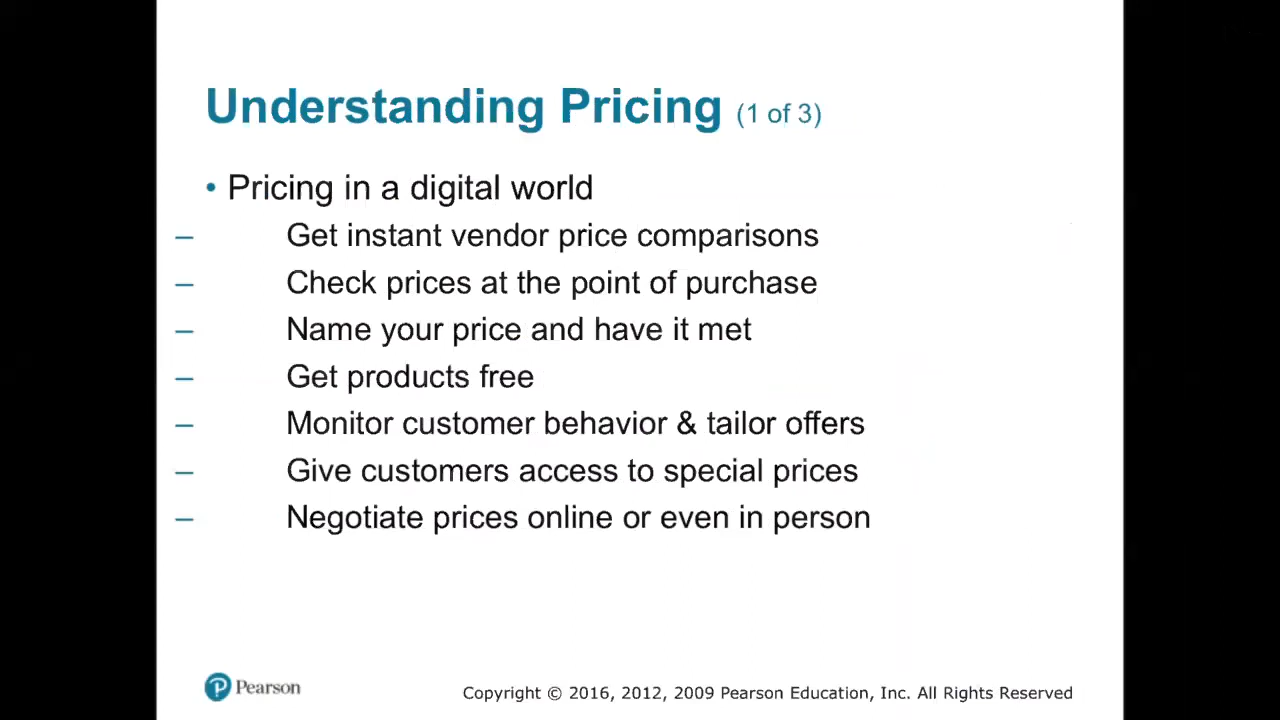 Understanding Pricing (1 of 3)
• Pricing in a digital world
– Get instant vendor price comparisons
– Check prices at the point of purchase
– Name your price and have it met
– Get products free
– Monitor customer behavior & tailor offers
– Give customers access to special prices
– Negotiate prices online or even in person
Pearson
Copyright © 2016, 2012, 2009 Pearson Education, Inc. All Rights Reserved